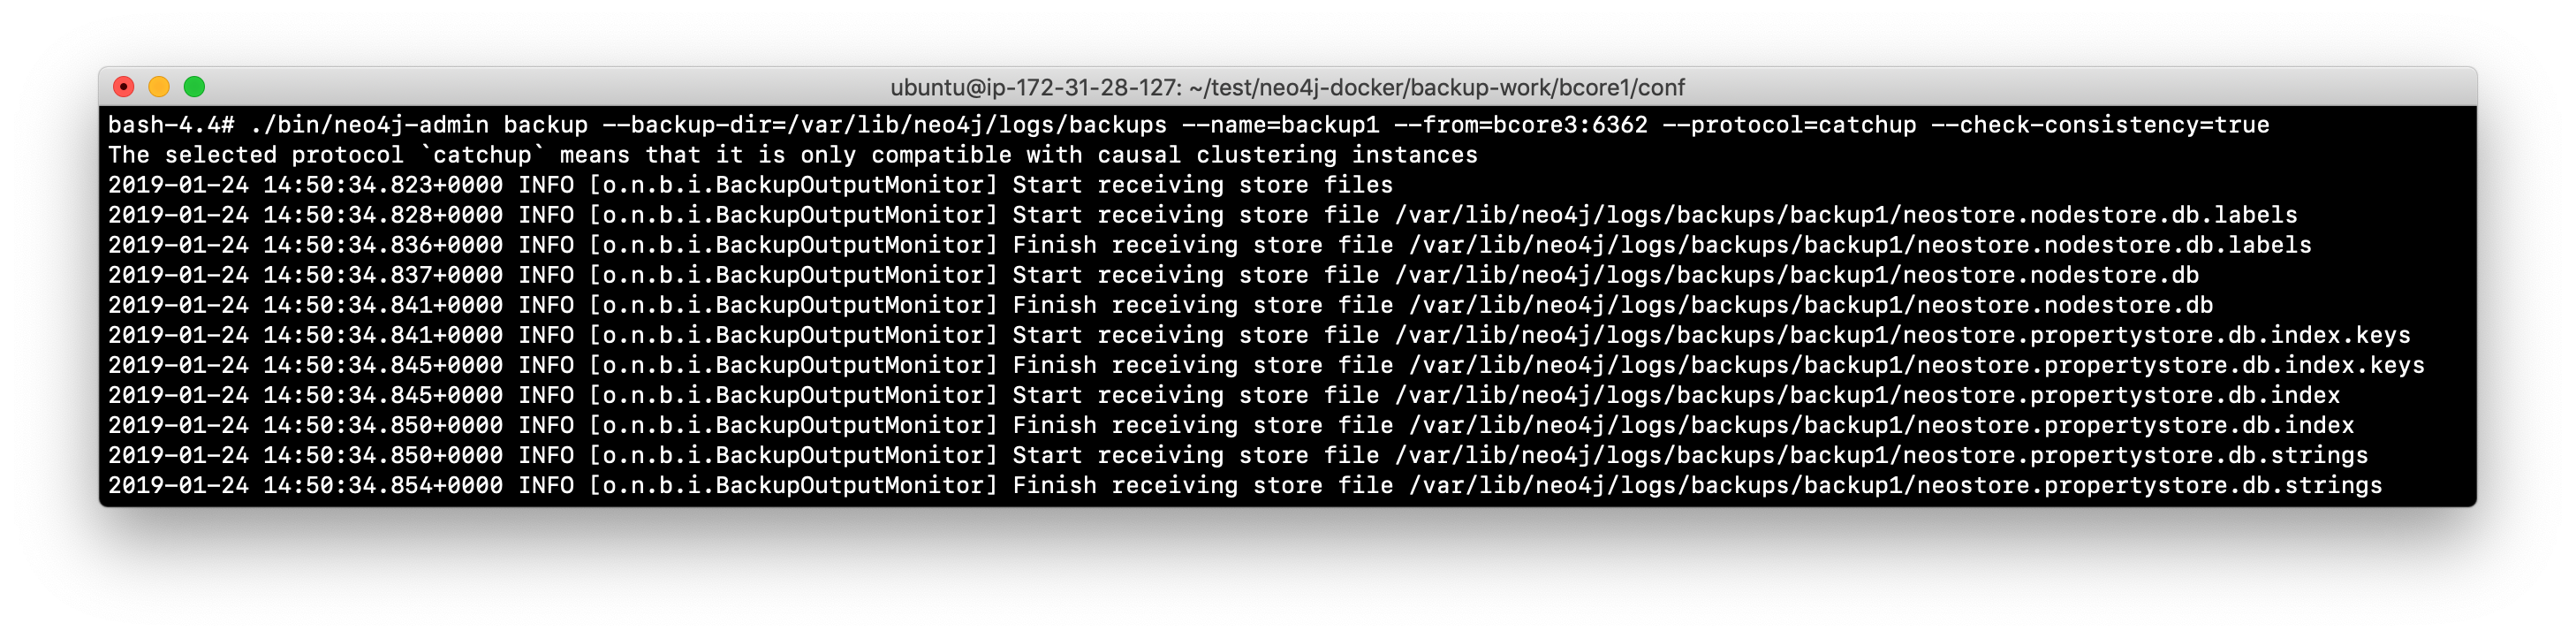 ubuntu@ip-172-31-28-127: ~/test/neo4j-docker/backup-work/bcore1/conf
bash-4.4# ./bin/neo4j-admin backup --backup-dir=/var/lib/neo4j/logs/backups --name=backup1 --from=bcore3:6362 --protocol=catchup --check-consistency=true
The selected protocol `catchup` means that it is only compatible with causal clustering instances
2019-01-24 14:50:34.823+0000 INFO [o.n.b.i.BackupOutputMonitor] Start receiving store files
2019-01-24 14:50:34.828+0000 INFO [o.n.b.i.BackupOutputMonitor] Start receiving store file /var/lib/neo4j/logs/backups/backup1/neostore.nodestore.db.labels
2019-01-24 14:50:34.836+0000 INFO [o.n.b.i.BackupOutputMonitor] Finish receiving store file /var/lib/neo4j/logs/backups/backup1/neostore.nodestore.db.labels
2019-01-24 14:50:34.837+0000 INFO [o.n.b.i.BackupOutputMonitor] Start receiving store file /var/lib/neo4j/logs/backups/backup1/neostore.nodestore.db
2019-01-24 14:50:34.841+0000 INFO [o.n.b.i.BackupOutputMonitor] Finish receiving store file /var/lib/neo4j/logs/backups/backup1/neostore.nodestore.db
2019-01-24 14:50:34.841+0000 INFO [o.n.b.i.BackupOutputMonitor] Start receiving store file /var/lib/neo4j/logs/backups/backup1/neostore.propertystore.db.index.keys
2019-01-24 14:50:34.845+0000 INFO [o.n.b.i.BackupOutputMonitor] Finish receiving store file /var/lib/neo4j/logs/backups/backup1/neostore.propertystore.db.index.keys
2019-01-24 14:50:34.845+0000 INFO [o.n.b.i.BackupOutputMonitor] Start receiving store file /var/lib/neo4j/logs/backups/backup1/neostore.propertystore.db.index
2019-01-24 14:50:34.850+0000 INFO [o.n.b.i.BackupOutputMonitor] Finish receiving store file /var/lib/neo4j/logs/backups/backup1/neostore.propertystore.db.index
2019-01-24 14:50:34.850+0000 INFO [o.n.b.i.BackupOutputMonitor] Start receiving store file /var/lib/neo4j/logs/backups/backup1/neostore.propertystore.db.strings
2019-01-24 14:50:34.854+0000 INFO [o.n.b.i.BackupOutputMonitor] Finish receiving store file /var/lib/neo4j/logs/backups/backup1/neostore.propertystore.db.strings